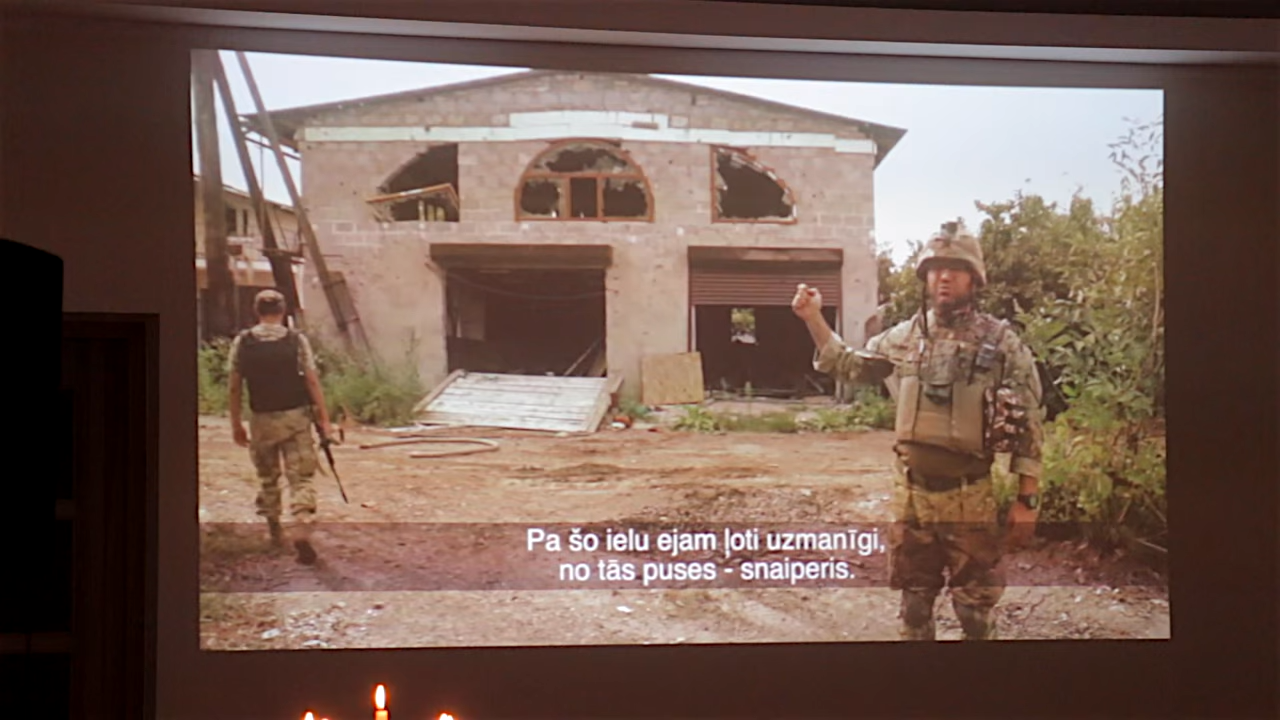 Pa šo ielu ejam ļoti uzmanīgi,
no tās puses - snaiperis.